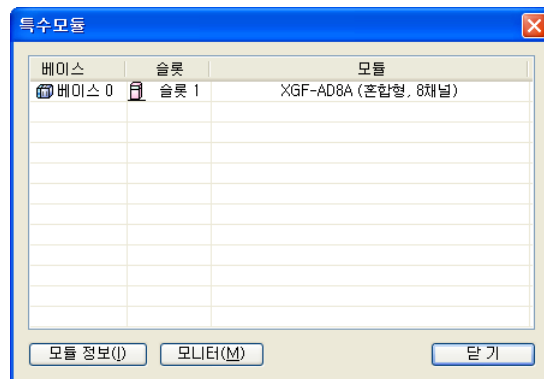 특수모듈
베이스 슬롯 모듈
베이스 0 슬롯 1 XGF-AD8A (혼합형, 8채널)
모듈 정보(I) 모니터(M) 닫 기